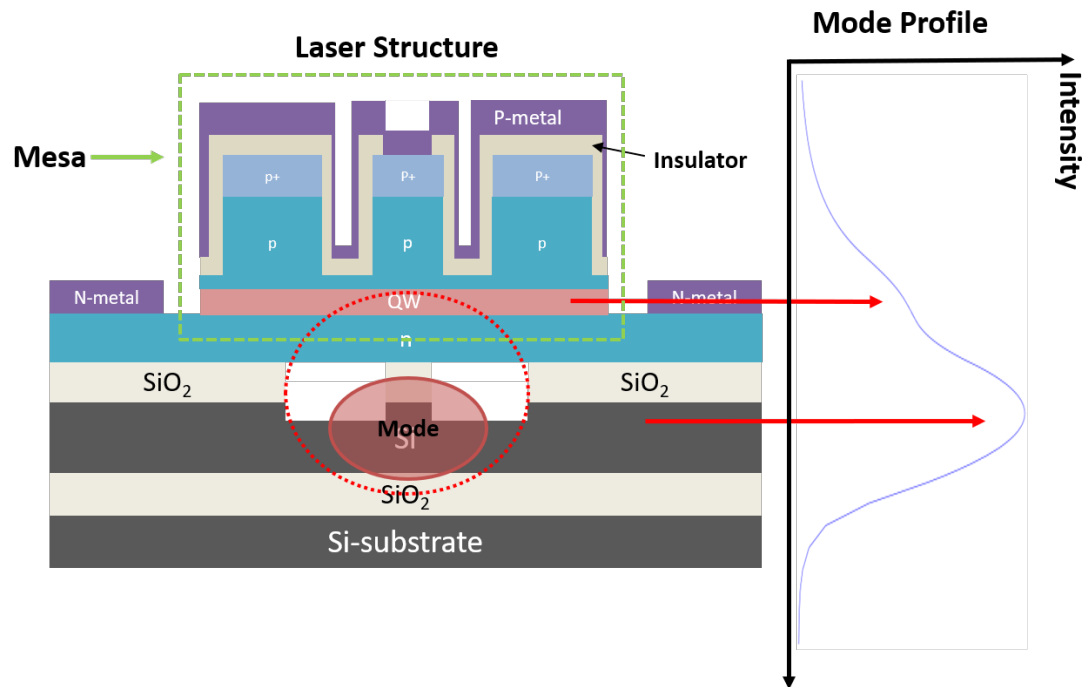 Mode Profile
Laser Structure
Intensity
P-metal
Mesa
Insulator
p+
P+
P+
p
p
p
N-metal
QW
N-metal
n
SiO2
SiO2
Mode
Si
SiO2
Si-substrate